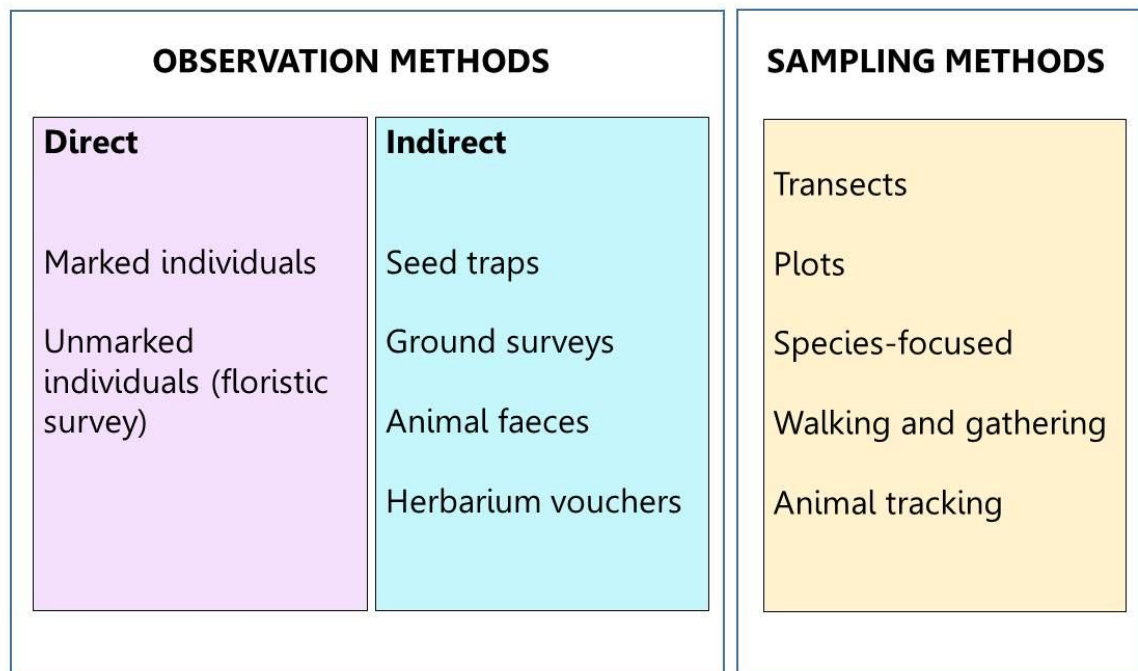 OBSERVATION METHODS
Direct
Marked individuals
Unmarked
individuals (floristic
survey)
Indirect
Seed traps
Ground surveys
Animal faeces
Herbarium vouchers
SAMPLING METHODS
Transects
Plots
Species-focused
Walking and gathering
Animal tracking